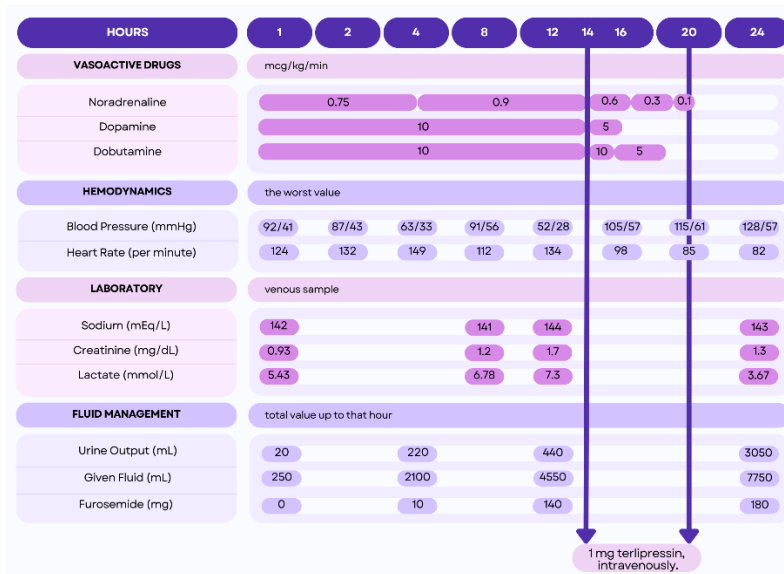 HOURS 1 2 4 8 12 14 16 20 24
VASOACTIVE DRUGS mcg/kg/min
Noradrenaline 0.75 0.9 0.6 0.3 0.1
Dopamine 10 5
Dobutamine 10 10 5
HEMODYNAMICS the worst value
Blood Pressure (mmHg) 92/41 87/43 63/33 91/56 52/28 105/57 115/61 128/57
Heart Rate (per minute) 124 132 149 112 134 98 85 82
LABORATORY venous sample
Sodium (mEq/L) 142 141 144 143
Creatinine (mg/dL) 0.93 1.2 1.7 1.3
Lactate (mmol/L) 5.43 6.78 7.3 3.67
FLUID MANAGEMENT total value up to that hour
Urine Output (mL) 20 220 440 3050
Given Fluid (mL) 250 2100 4550 7750
Furosemide (mg) 0 10 140 180
1 mg terlipressin,
intravenously.